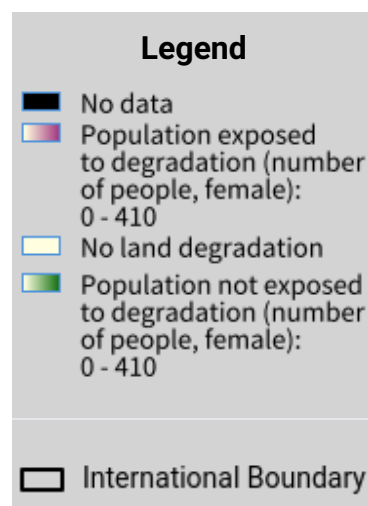 Legend
No data
Population exposed
to degradation (number
of people, female):
0 - 410
No land degradation
Population not exposed
to degradation (number
of people, female):
0 - 410
International Boundary